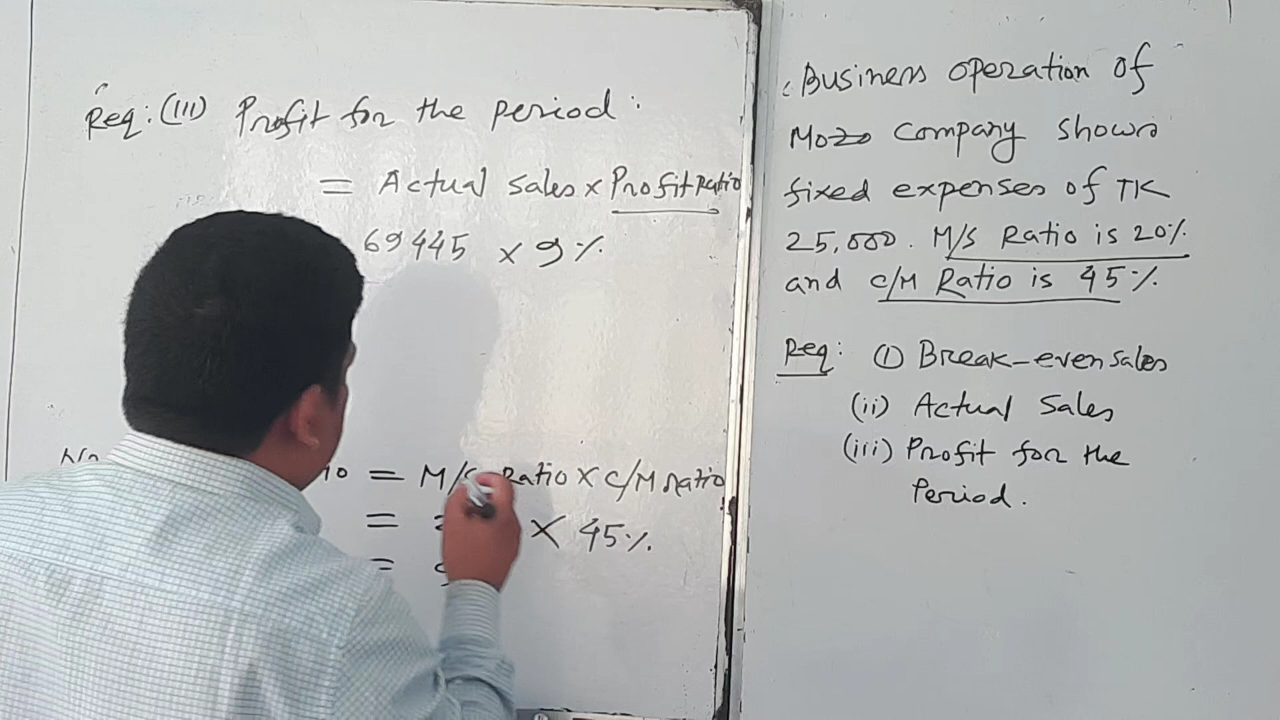 Req: (III) Profit for the period:
= Actual sales x Profit Ratio
69445 x 9%
= M/S Ratio x C/M Ratio
= x 45%
=
Business operation of
Mozo Company shows
fixed expenses of TK
25,000. M/S Ratio is 20%
and C/M Ratio is 45%.
Req: (i) Break-even sales
(ii) Actual Sales
(iii) Profit for the
Period.